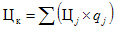 Цк = ∑(Цj × qj)